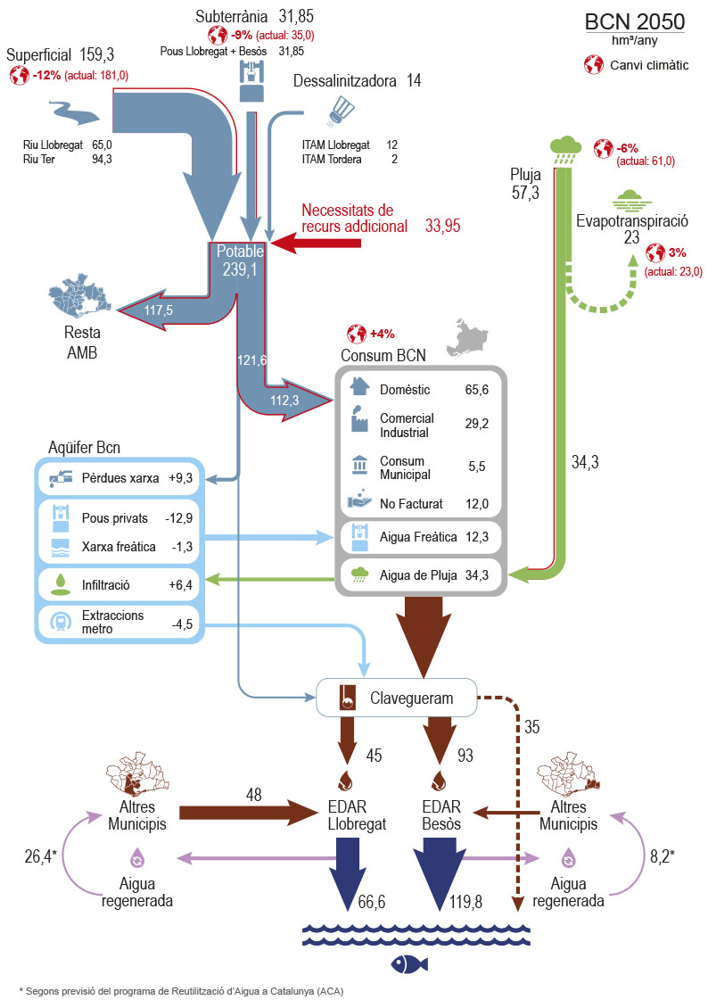 BCN 2050
hm³/any
Canvi climàtic
Subterrània 31,85
-9% (actual: 35,0)
Pous Llobregat + Besòs 31,85
Superficial 159,3
-12% (actual: 181,0)
Dessalinitzadora 14
Riu Llobregat 65,0
Riu Ter 94,3
ITAM Llobregat 12
ITAM Tordera 2
-6%
(actual: 61,0)
Pluja
57,3
Evapotranspiració
23
3%
(actual: 23,0)
Necessitats de
recurs addicional 33,95
Potable
239,1
117,5
Resta
AMB
121,6
112,3
+4%
Consum BCN
Domèstic 65,6
Comercial
Industrial 29,2
Consum
Municipal 5,5
No Facturat 12,0
Aigua Freàtica 12,3
Aigua de Pluja 34,3
34,3
Aqüífer Bcn
Pèrdues xarxa +9,3
Pous privats -12,9
Xarxa freàtica -1,3
Infiltració +6,4
Extraccions
metro -4,5
Clavegueram
45
93
35
Altres
Municipis
48
EDAR
Llobregat
EDAR
Besòs
Altres
Municipis
26,4*
Aigua
regenerada
66,6
119,8
Aigua
regenerada
8,2*
* Segons previsió del programa de Reutilització d'Aigua a Catalunya (ACA)